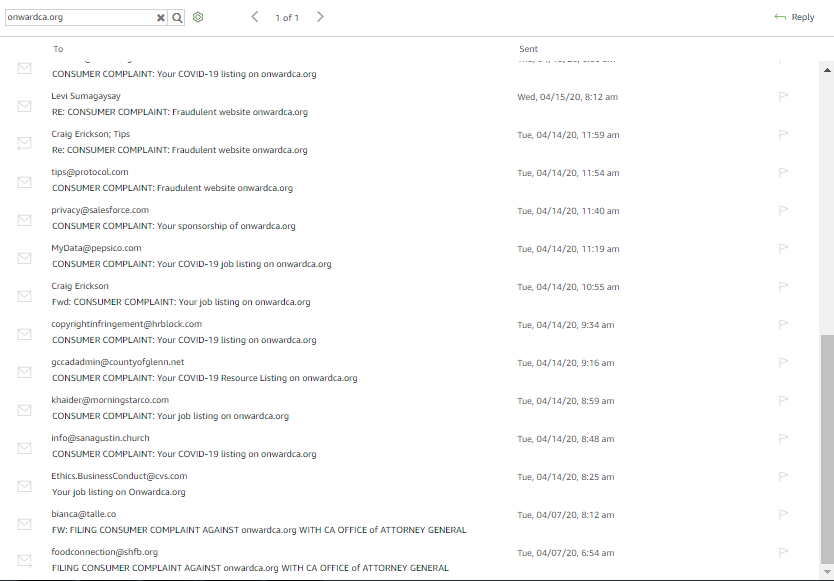 onwardca.org
1 of 1
Reply
To Sent
CONSUMER COMPLAINT: Your COVID-19 listing on onwardca.org
Levi Sumagaysay Wed, 04/15/20, 8:12 am
RE: CONSUMER COMPLAINT: Fraudulent website onwardca.org
Craig Erickson; Tips Tue, 04/14/20, 11:59 am
Re: CONSUMER COMPLAINT: Fraudulent website onwardca.org
tips@protocol.com Tue, 04/14/20, 11:54 am
CONSUMER COMPLAINT: Fraudulent website onwardca.org
privacy@salesforce.com Tue, 04/14/20, 11:40 am
CONSUMER COMPLAINT: Your sponsorship of onwardca.org
MyData@pepsico.com Tue, 04/14/20, 11:19 am
CONSUMER COMPLAINT: Your COVID-19 job listing on onwardca.org
Craig Erickson Tue, 04/14/20, 10:55 am
Fwd: CONSUMER COMPLAINT: Your job listing on onwardca.org
copyrightinfringement@hrblock.com Tue, 04/14/20, 9:34 am
CONSUMER COMPLAINT: Your COVID-19 listing on onwardca.org
gccadadmin@countyofglenn.net Tue, 04/14/20, 9:16 am
CONSUMER COMPLAINT: Your COVID-19 Resource Listing on onwardca.org
khaider@morningstarco.com Tue, 04/14/20, 8:59 am
CONSUMER COMPLAINT: Your job listing on onwardca.org
info@sanagustin.church Tue, 04/14/20, 8:48 am
CONSUMER COMPLAINT: Your COVID-19 listing on onwardca.org
Ethics.BusinessConduct@cvs.com Tue, 04/14/20, 8:25 am
Your job listing on Onwardca.org
bianca@talle.co Tue, 04/07/20, 8:12 am
FW: FILING CONSUMER COMPLAINT AGAINST onwardca.org WITH CA OFFICE of ATTORNEY GENERAL
foodconnection@shfb.org Tue, 04/07/20, 6:54 am
FILING CONSUMER COMPLAINT AGAINST onwardca.org WITH CA OFFICE of ATTORNEY GENERAL